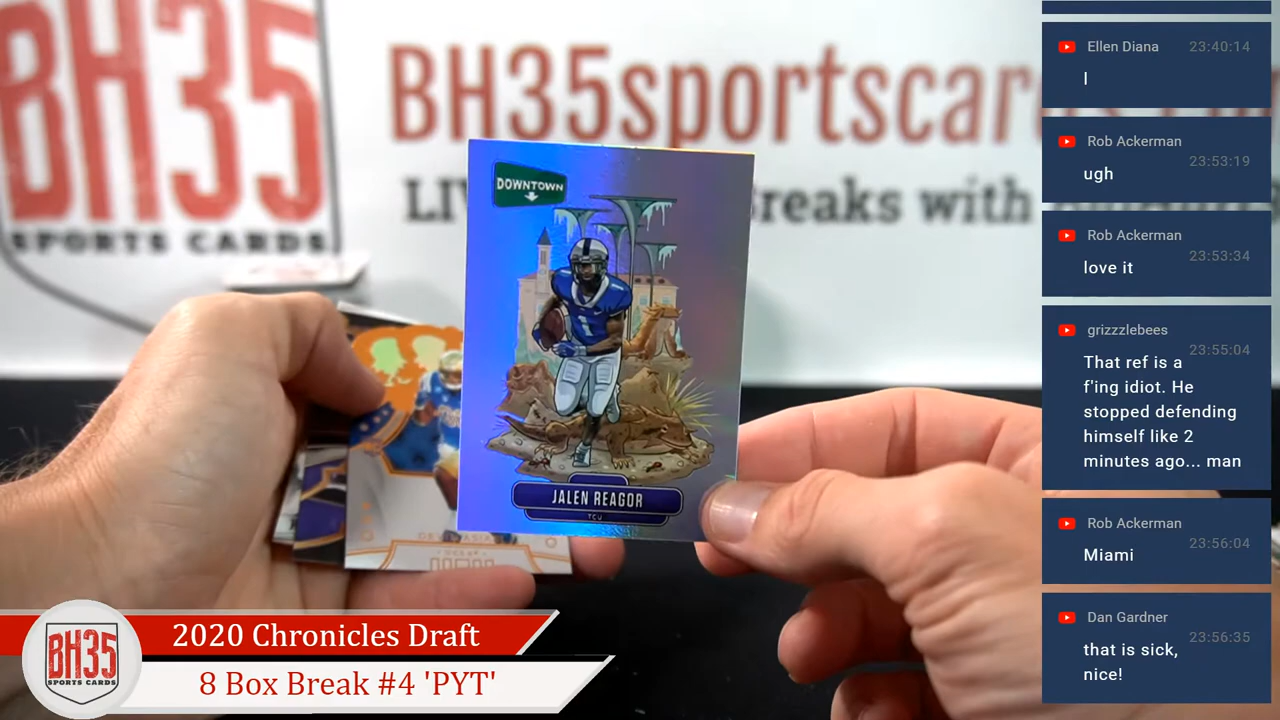 BH35
SPORTS CARDS
BH35sportscar
LI
reaks with
DOWNTOWN
1
JALEN REAGOR
TCU
2020 Chronicles Draft
8 Box Break #4 'PYT'
BH35
SPORTS CARDS
Ellen Diana
23:40:14
l
Rob Ackerman
23:53:19
ugh
Rob Ackerman
23:53:34
love it
grizzzlebees
23:55:04
That ref is a
f'ing idiot. He
stopped defending
himself like 2
minutes ago... man
Rob Ackerman
23:56:04
Miami
Dan Gardner
23:56:35
that is sick,
nice!